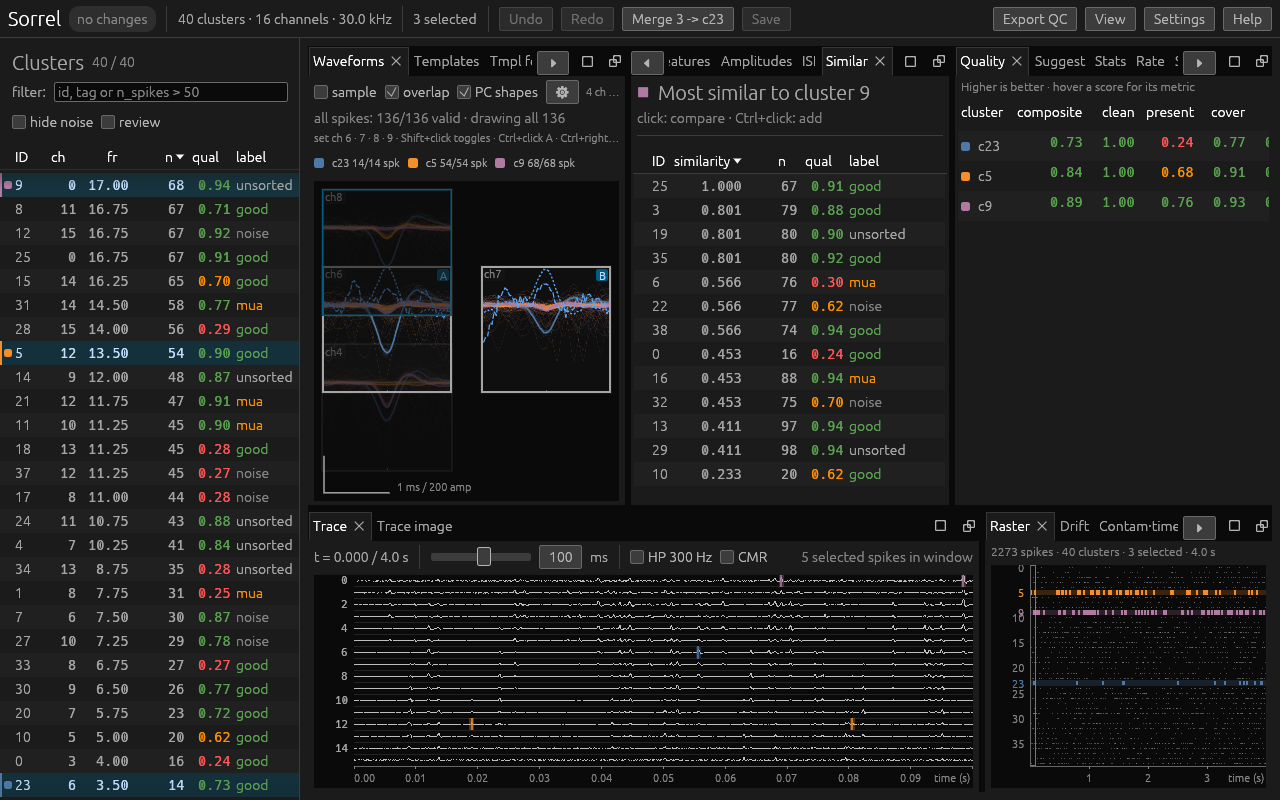 Sorrel no changes 40 clusters · 16 channels · 30.0 kHz 3 selected Undo Redo Merge 3 -> c23 Save Export QC View Settings Help
Clusters 40 / 40
filter: id, tag or n_spikes > 50
hide noise review
ID ch fr n qual label
9 0 17.00 68 0.94 unsorted
8 11 16.75 67 0.71 good
12 15 16.75 67 0.92 noise
25 0 16.75 67 0.91 good
15 14 16.25 65 0.70 good
31 14 14.50 58 0.77 mua
28 15 14.00 56 0.29 good
5 12 13.50 54 0.90 good
14 9 12.00 48 0.87 unsorted
21 12 11.75 47 0.91 mua
11 10 11.25 45 0.90 mua
18 13 11.25 45 0.28 good
37 12 11.25 45 0.27 noise
17 8 11.00 44 0.28 noise
24 11 10.75 43 0.88 unsorted
4 7 10.25 41 0.84 unsorted
34 13 8.75 35 0.28 unsorted
1 8 7.75 31 0.25 mua
7 6 7.50 30 0.87 noise
27 10 7.25 29 0.78 noise
33 8 6.75 27 0.27 good
30 9 6.50 26 0.77 good
20 7 5.75 23 0.72 good
10 5 5.00 20 0.62 good
0 3 4.00 16 0.24 good
23 6 3.50 14 0.73 good
Waveforms Templates Tmpl
sample overlap PC shapes 4 ch ...
all spikes: 136/136 valid · drawing all 136
set ch 6 · 7 · 8 · 9 · Shift+click toggles · Ctrl+click A · Ctrl+right...
c23 14/14 spk c5 54/54 spk c9 68/68 spk
ch8
ch6 A ch7 B
ch4
1 ms / 200 amp
Amplitudes ISI Similar
Most similar to cluster 9
click: compare · Ctrl+click: add
ID similarity n qual label
25 1.000 67 0.91 good
3 0.801 79 0.88 good
19 0.801 80 0.90 unsorted
35 0.801 80 0.92 good
6 0.566 76 0.30 mua
22 0.566 77 0.62 noise
38 0.566 74 0.94 good
0 0.453 16 0.24 good
16 0.453 88 0.94 mua
32 0.453 75 0.70 noise
13 0.411 97 0.94 good
29 0.411 98 0.94 unsorted
10 0.233 20 0.62 good
Quality Suggest Stats Rate
Higher is better · hover a score for its metric
cluster composite clean present cover
c23 0.73 1.00 0.24 0.77
c5 0.84 1.00 0.68 0.91
c9 0.89 1.00 0.76 0.93
Trace Trace image
t = 0.000 / 4.0 s 100 ms HP 300 Hz CMR 5 selected spikes in window
0
2
4
6
8
10
12
14
0.00 0.01 0.02 0.03 0.04 0.05 0.06 0.07 0.08 0.09 time (s)
Raster Drift Contam·time
2273 spikes · 40 clusters · 3 selected · 4.0 s
0
5
9
10
15
20
23
25
30
35
1 2 3 time (s)